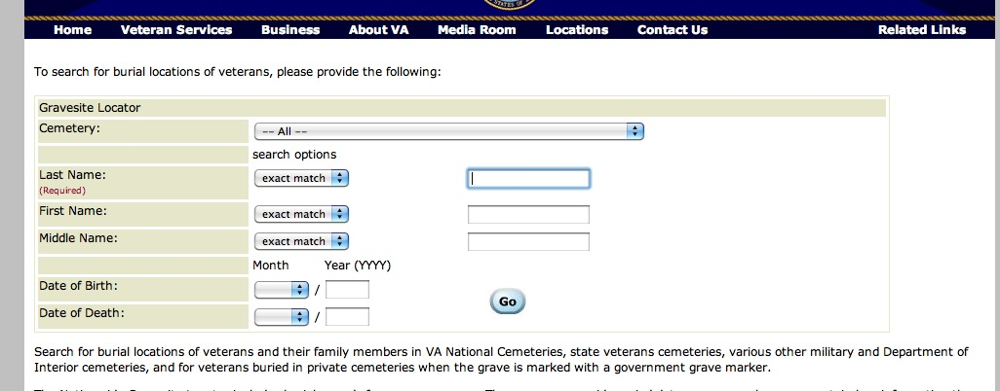 STATES OF
Home Veteran Services Business About VA Media Room Locations Contact Us Related Links
To search for burial locations of veterans, please provide the following:
Gravesite Locator
Cemetery: -- All --
search options
Last Name: exact match
(Required)
First Name: exact match
Middle Name: exact match
Month Year (YYYY)
Date of Birth: /
Go
Date of Death: /
Search for burial locations of veterans and their family members in VA National Cemeteries, state veterans cemeteries, various other military and Department of
Interior cemeteries, and for veterans buried in private cemeteries when the grave is marked with a government grave marker.